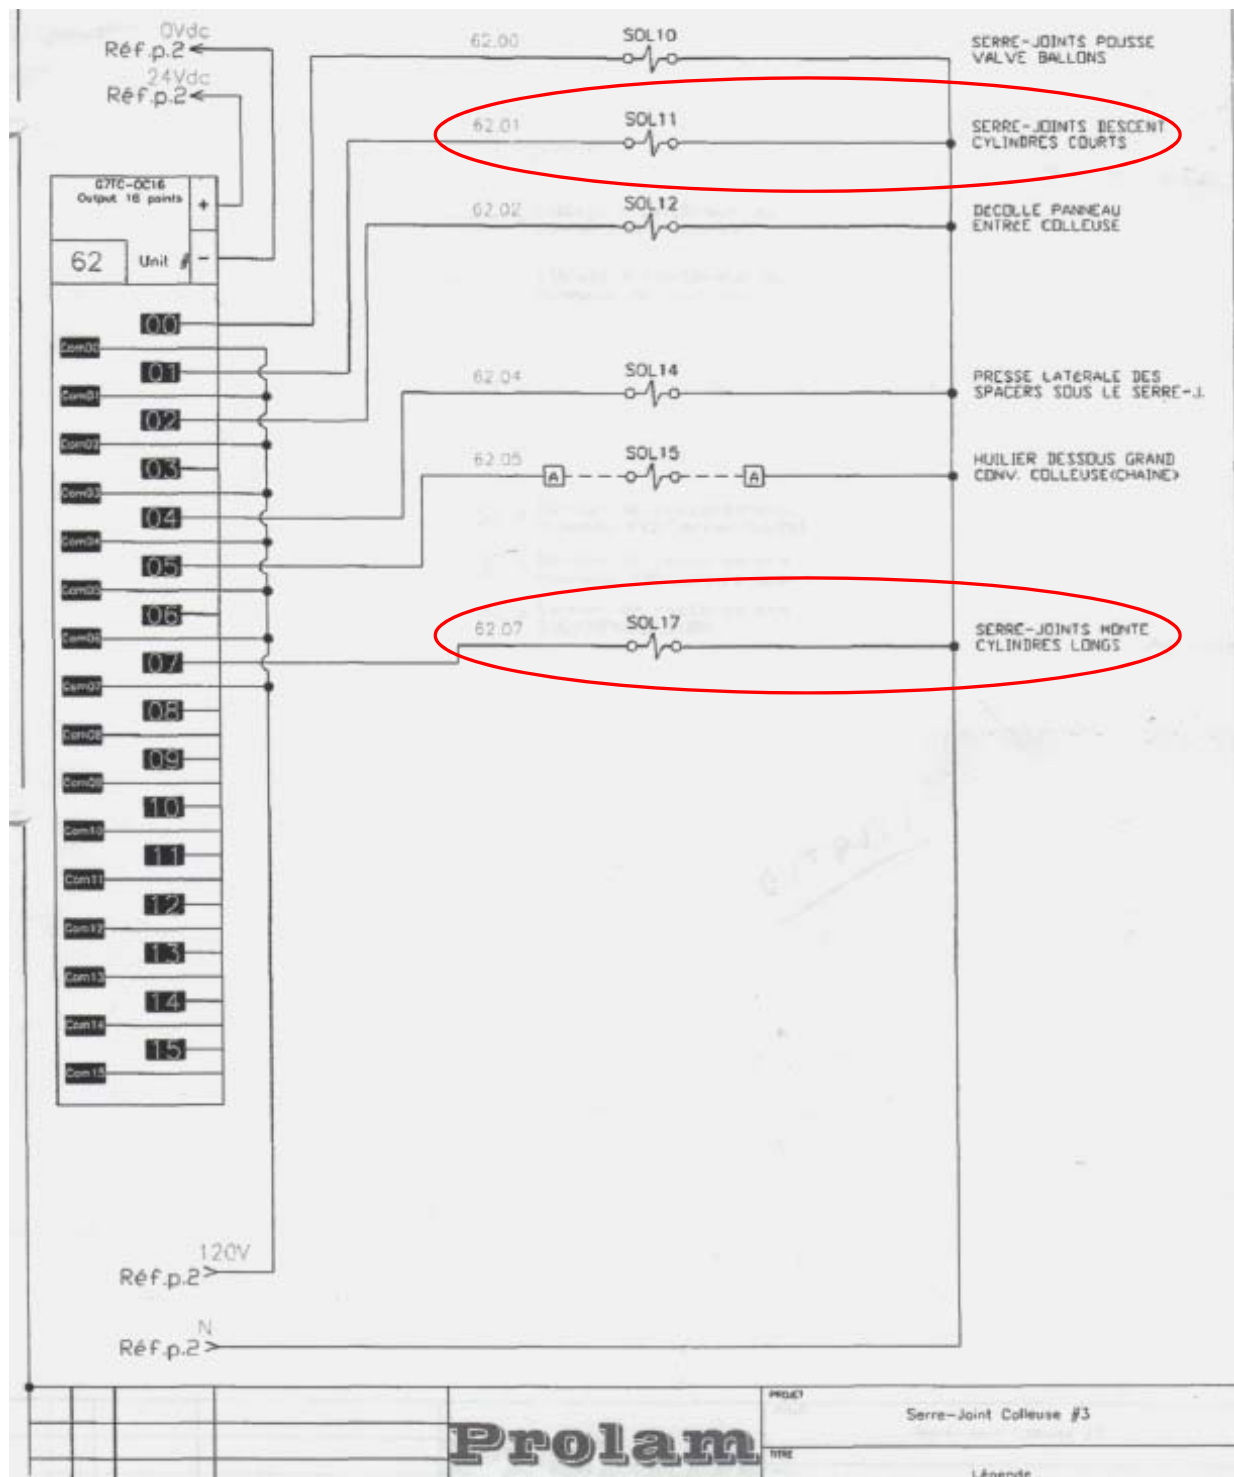 0Vdc
Réf.p.2
24Vdc
Réf.p.2
G7TC-OC16
Output 16 points
+
62
Unit #
-
00
Com00
01
Com01
02
Com02
03
Com03
04
Com04
05
Com05
06
Com06
07
Com07
08
Com08
09
Com09
10
Com10
11
Com11
12
Com12
13
Com13
14
Com14
15
Com15
62.00
SOL10
SERRE-JOINTS POUSSE
VALVE BALLONS
62.01
SOL11
SERRE-JOINTS DESCENT
CYLINDRES COURTS
62.02
SOL12
DéCOLLE PANNEAU
ENTRéE COLLEUSE
62.04
SOL14
PRESSE LATéRALE DES
SPACERS SOUS LE SERRE-J.
62.05
A
SOL15
A
HUILIER DESSOUS GRAND
CONV. COLLEUSE(CHAINE)
62.07
SOL17
SERRE-JOINTS MONTE
CYLINDRES LONGS
120V
Réf.p.2
N
Réf.p.2
Prolam
PROJET
Serre-Joint Colleuse #3
TITRE
Légende